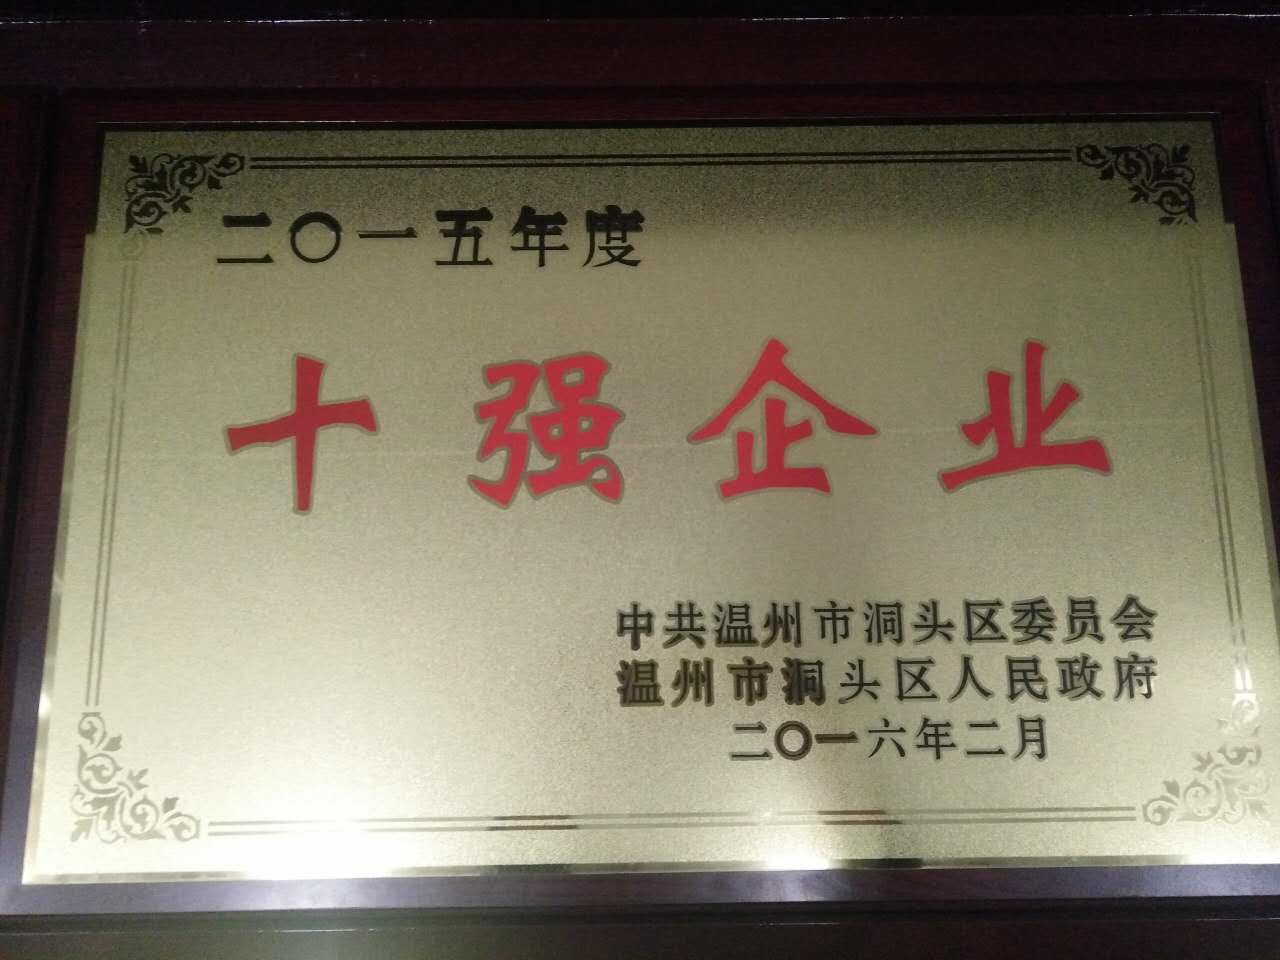 二〇一五年度
十强企业
中共温州市洞头区委员会
温州市洞头区人民政府
二〇一六年二月